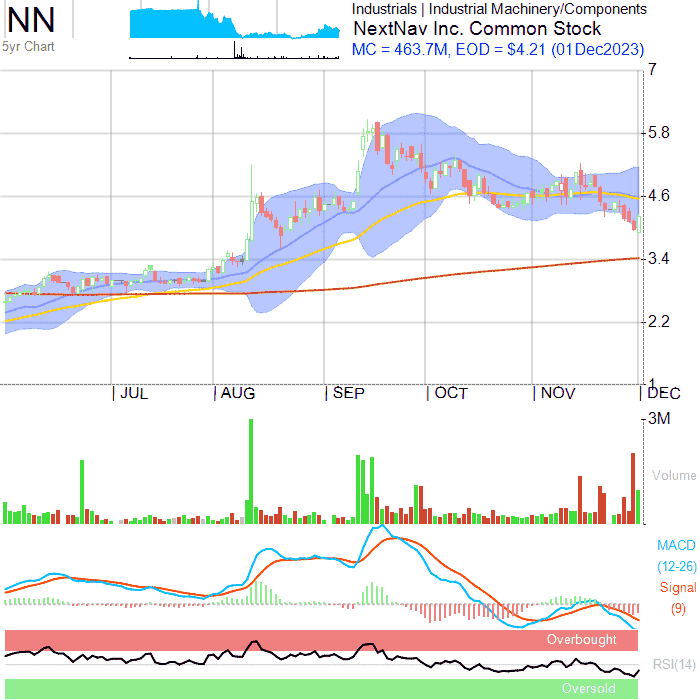 NN
5yr Chart
Industrials | Industrial Machinery/Components
NextNav Inc. Common Stock
MC = 463.7M, EOD = $4.21 (01Dec2023)
7
5.8
4.6
3.4
2.2
1
JUL
AUG
SEP
OCT
NOV
DEC
3M
Volume
MACD
(12-26)
Signal
(9)
Overbought
RSI(14)
Oversold